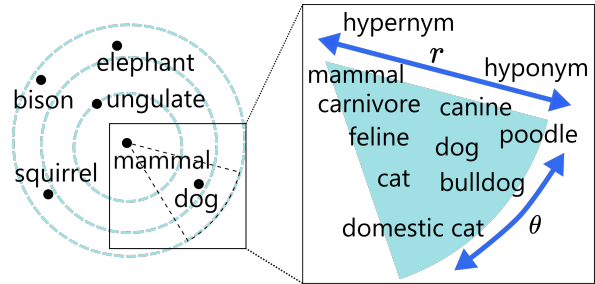 elephant
bison
ungulate
mammal
squirrel
dog
hypernym
r
hyponym
mammal
carnivore
canine
feline
poodle
dog
cat
bulldog
domestic cat
θ